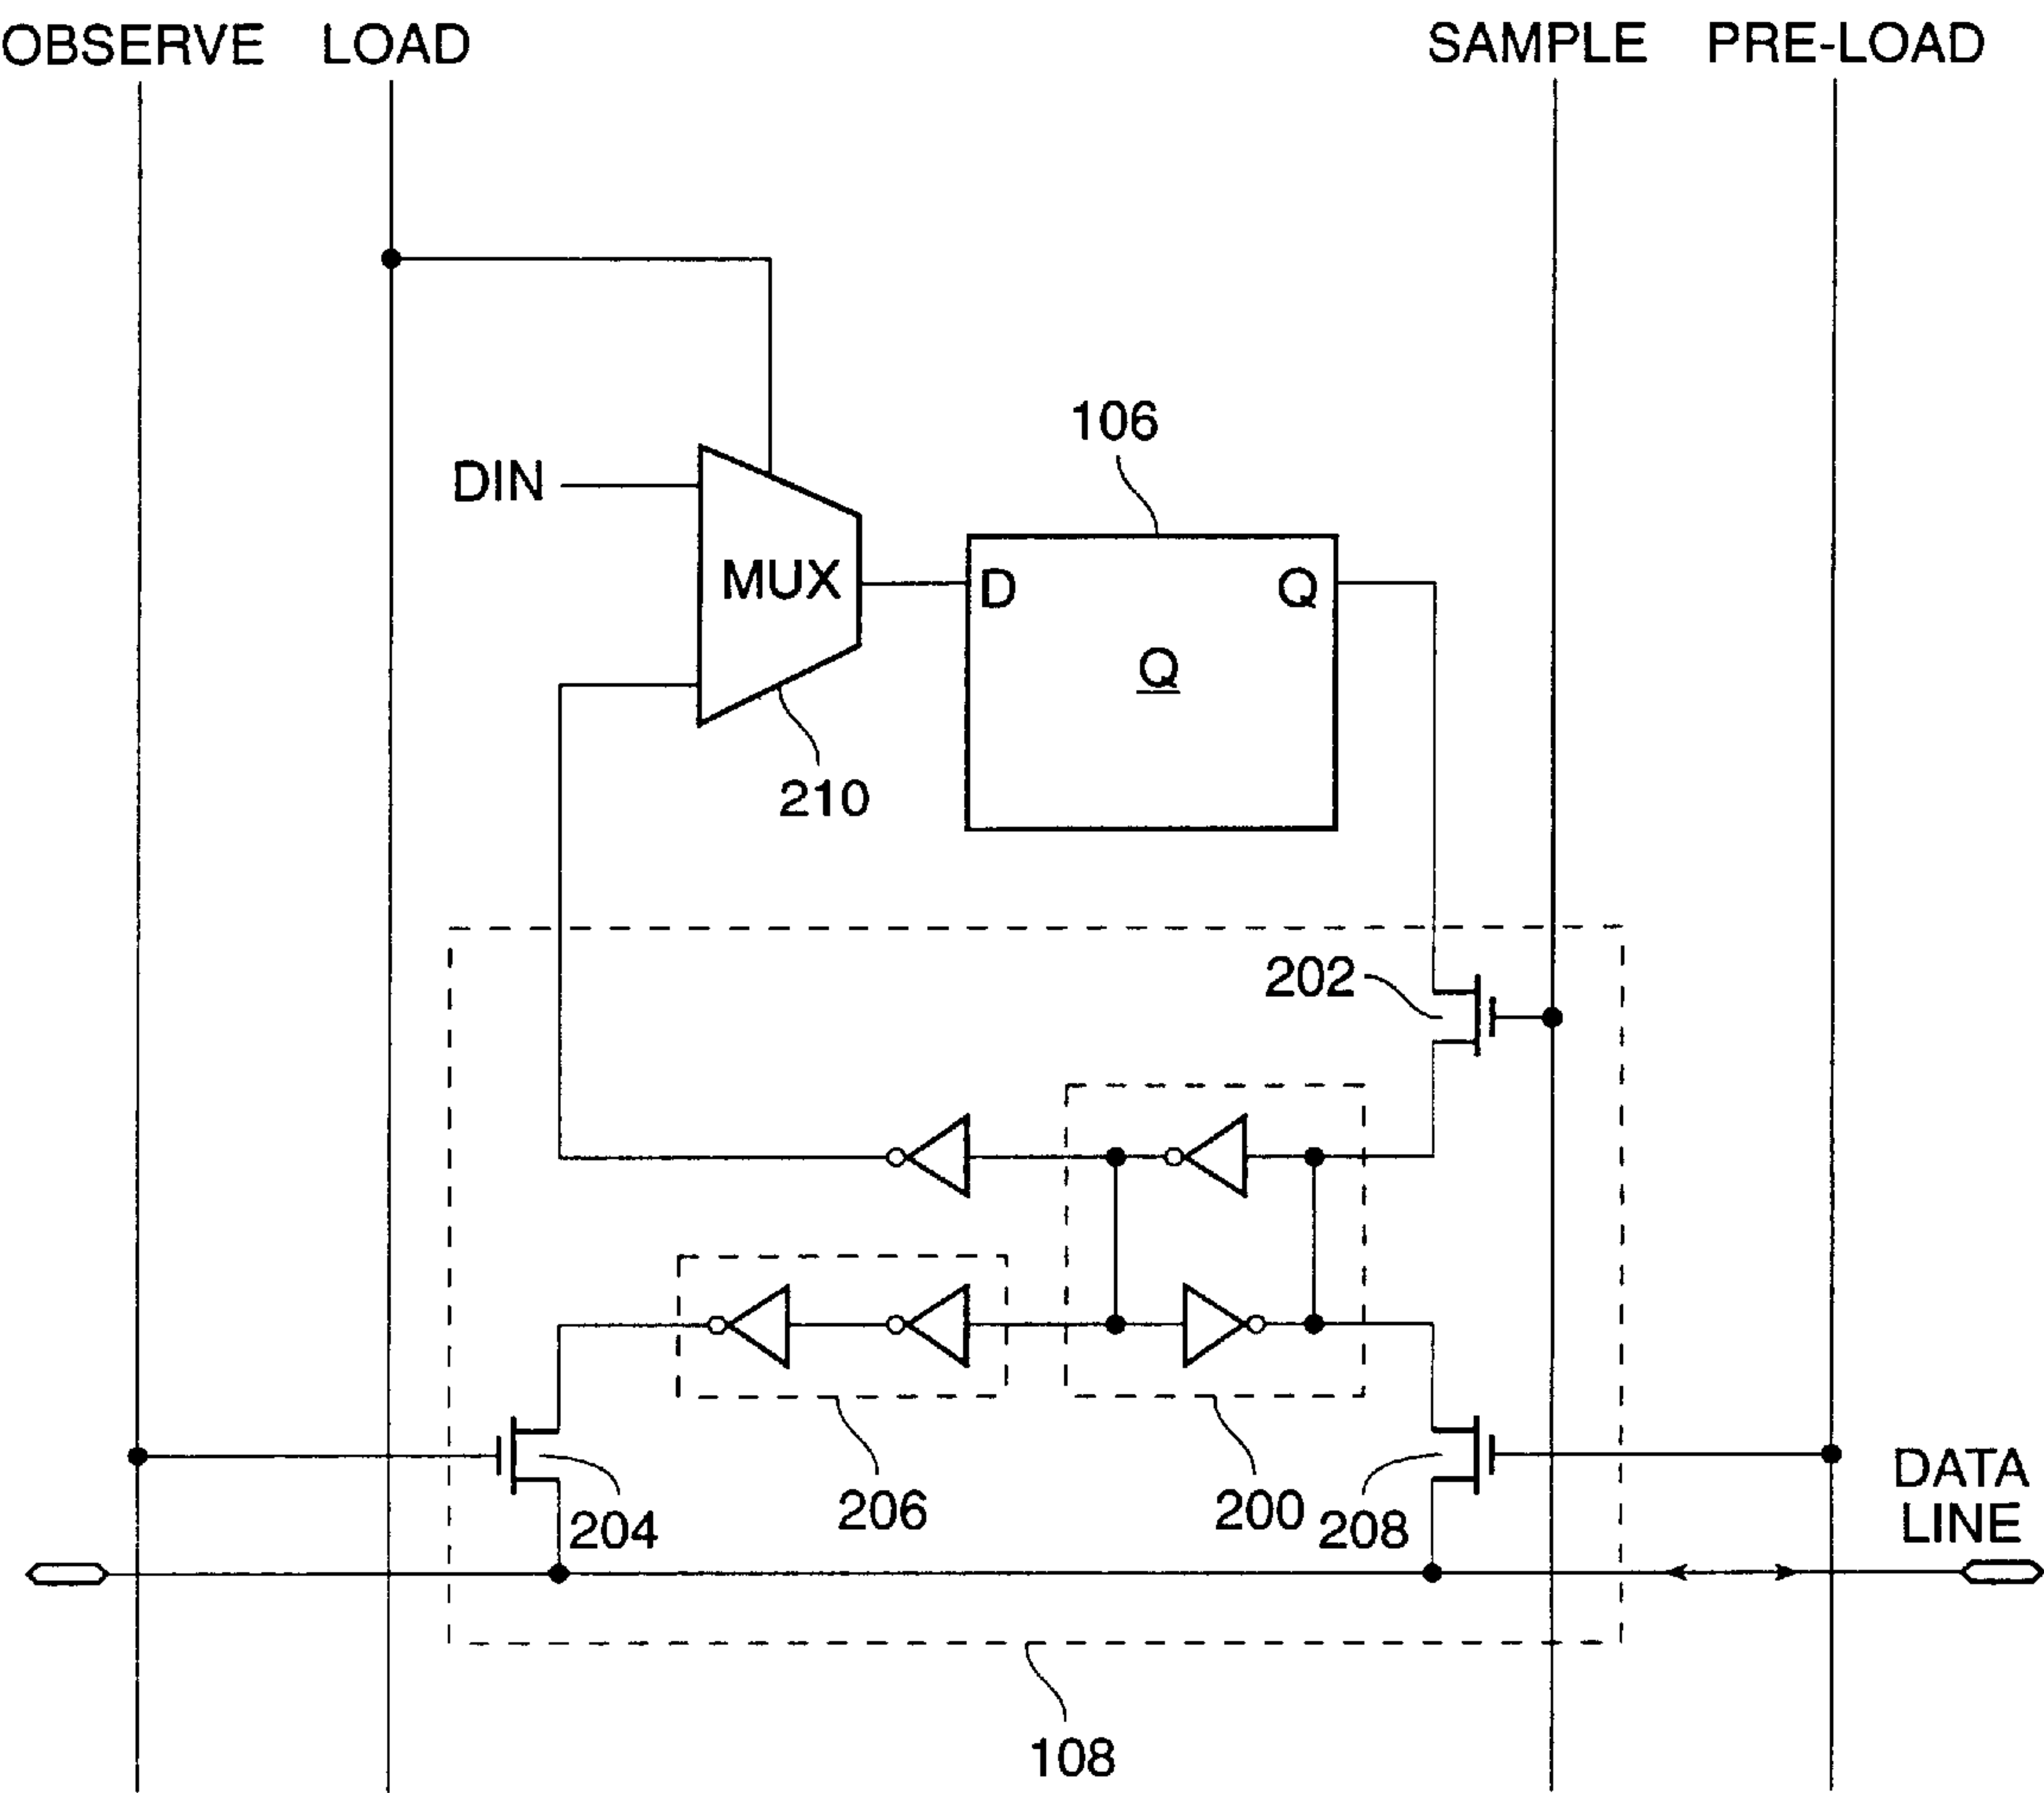 OBSERVE LOAD SAMPLE PRE-LOAD
106
DIN
MUX D Q
Q
210
202
206 200 208 DATA
204 LINE
108